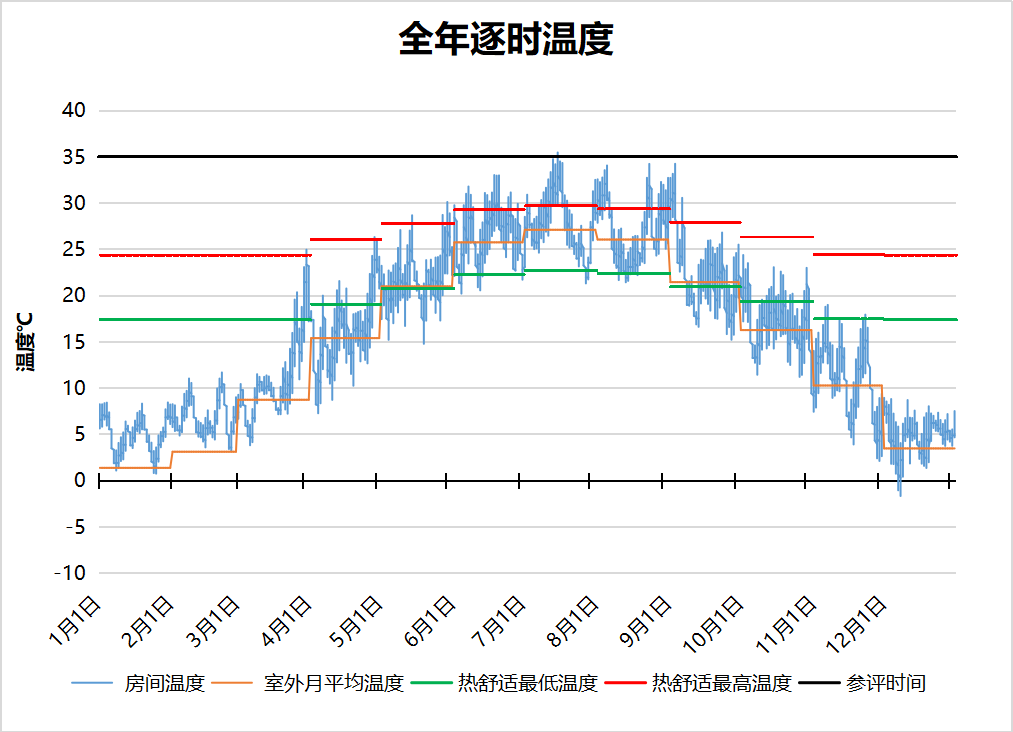 全年逐时温度
40
35
30
25
20
15
10
5
0
-5
-10
温度℃
1月1日
2月1日
3月1日
4月1日
5月1日
6月1日
7月1日
8月1日
9月1日
10月1日
11月1日
12月1日
房间温度 室外月平均温度 热舒适最低温度 热舒适最高温度 参评时间